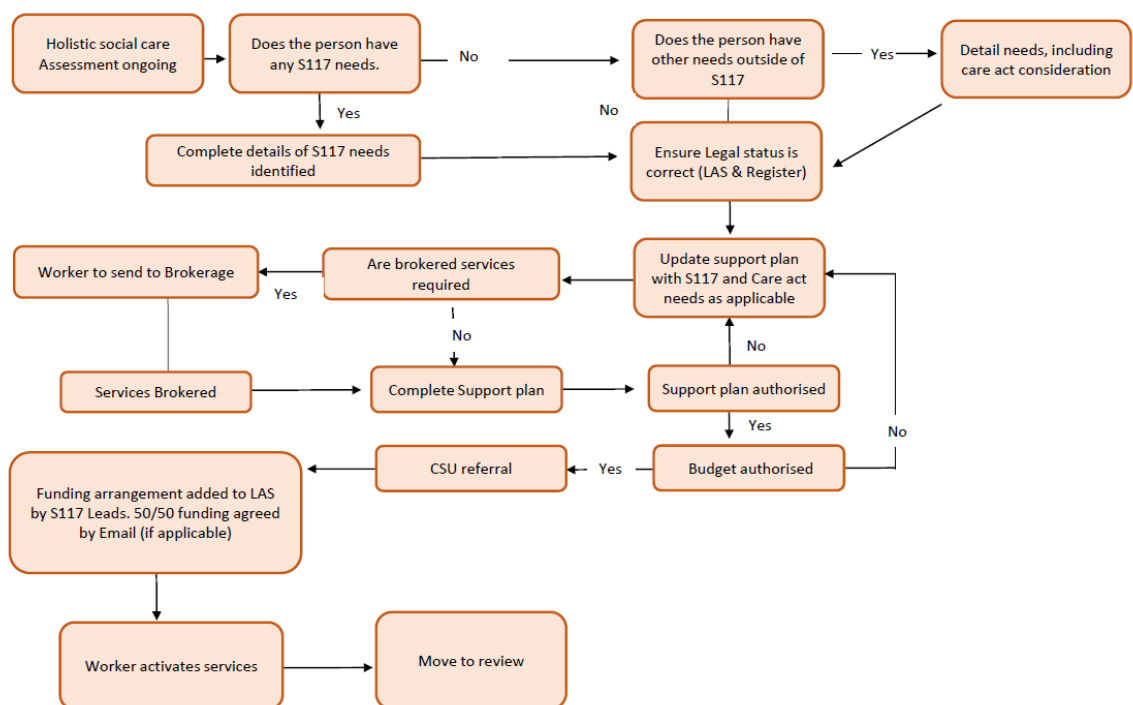 Holistic social care
Assessment ongoing
Does the person have
any S117 needs.
No
Does the person have
other needs outside of
S117
Yes
Detail needs, including
care act consideration
Yes
No
Complete details of S117 needs
identified
Ensure Legal status is
correct (LAS & Register)
Worker to send to Brokerage
Yes
Are brokered services
required
Update support plan
with S117 and Care act
needs as applicable
No
No
Services Brokered
Complete Support plan
Support plan authorised
Yes
No
Funding arrangement added to LAS
by S117 Leads. 50/50 funding agreed
by Email (if applicable)
CSU referral
Yes
Budget authorised
Worker activates services
Move to review